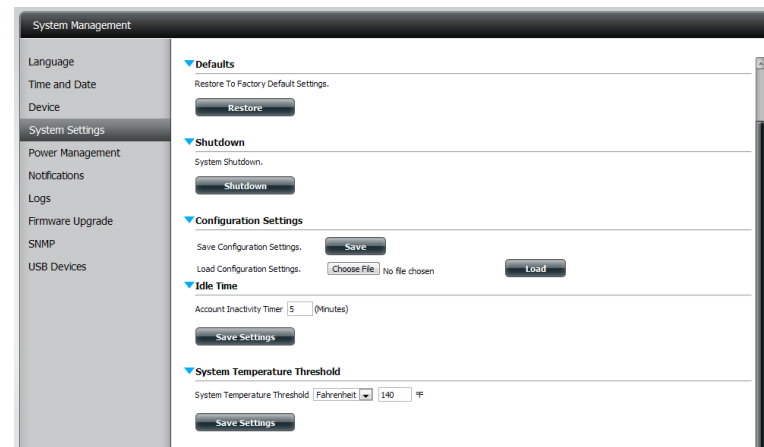 System Management
Language
Time and Date
Device
System Settings
Power Management
Notifications
Logs
Firmware Upgrade
SNMP
USB Devices
Defaults
Restore To Factory Default Settings.
Restore
Shutdown
System Shutdown.
Shutdown
Configuration Settings
Save Configuration Settings. Save
Load Configuration Settings. Choose File No file chosen Load
Idle Time
Account Inactivity Timer 5 (Minutes)
Save Settings
System Temperature Threshold
System Temperature Threshold Fahrenheit 140 °F
Save Settings